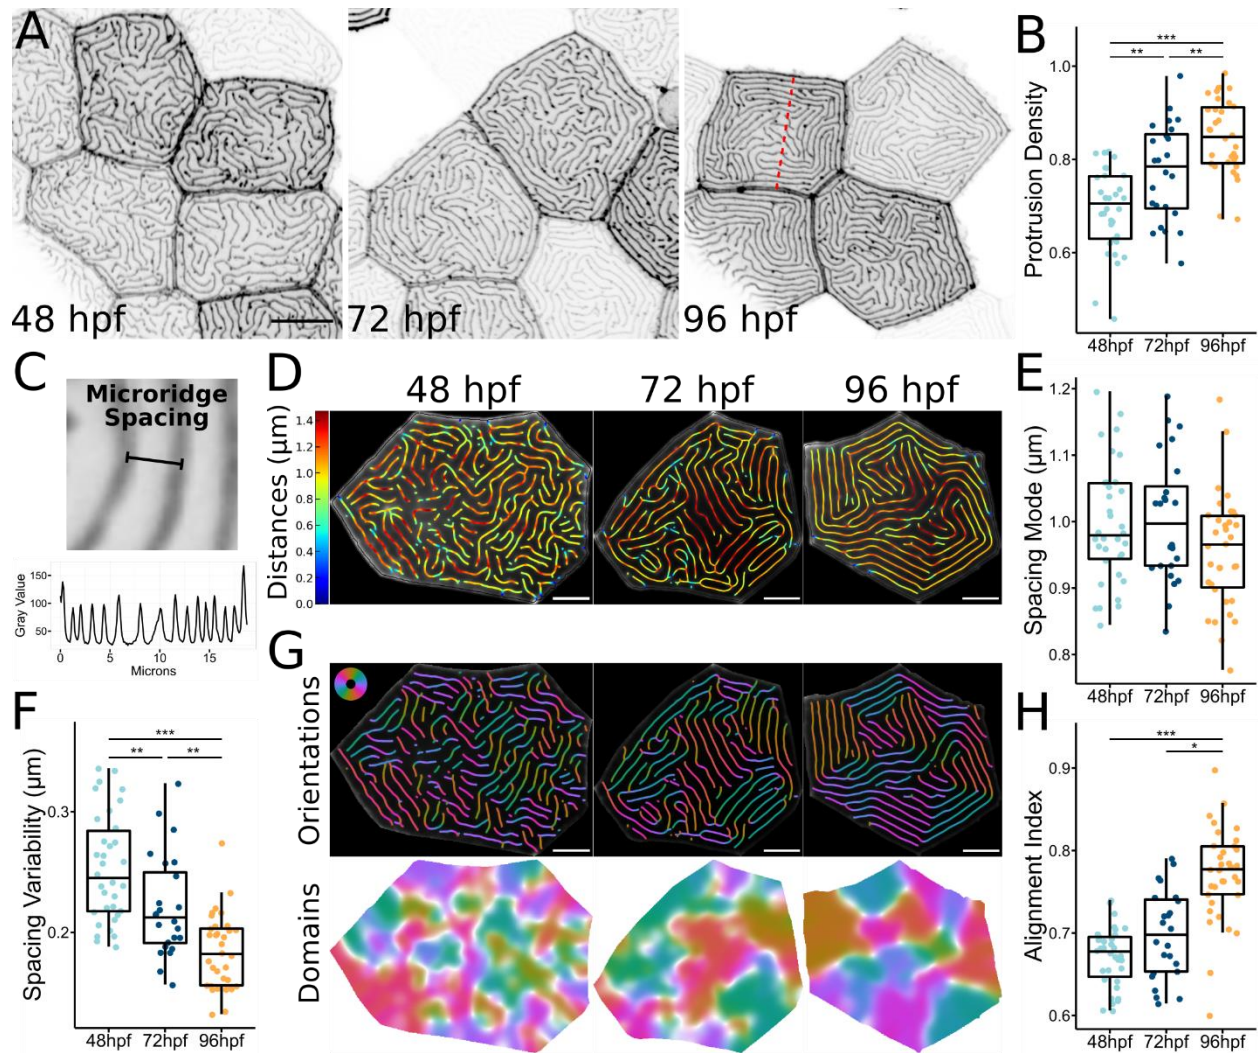 A
48 hpf
72 hpf
96 hpf
B
***
**
**
Protrusion Density
1.0
0.8
0.6
48hpf
72hpf
96hpf
C
Microridge
Spacing
Gray Value
150
100
50
0
5
10
15
Microns
D
48 hpf
72 hpf
96 hpf
Distances (µm)
1.4
1.2
1.0
0.8
0.6
0.4
0.2
0.0
E
Spacing Mode (µm)
1.2
1.1
1.0
0.9
0.8
48hpf
72hpf
96hpf
F
***
**
**
Spacing Variability (µm)
0.3
0.2
48hpf
72hpf
96hpf
G
Orientations
Domains
H
***
*
Alignment Index
0.9
0.8
0.7
0.6
48hpf
72hpf
96hpf